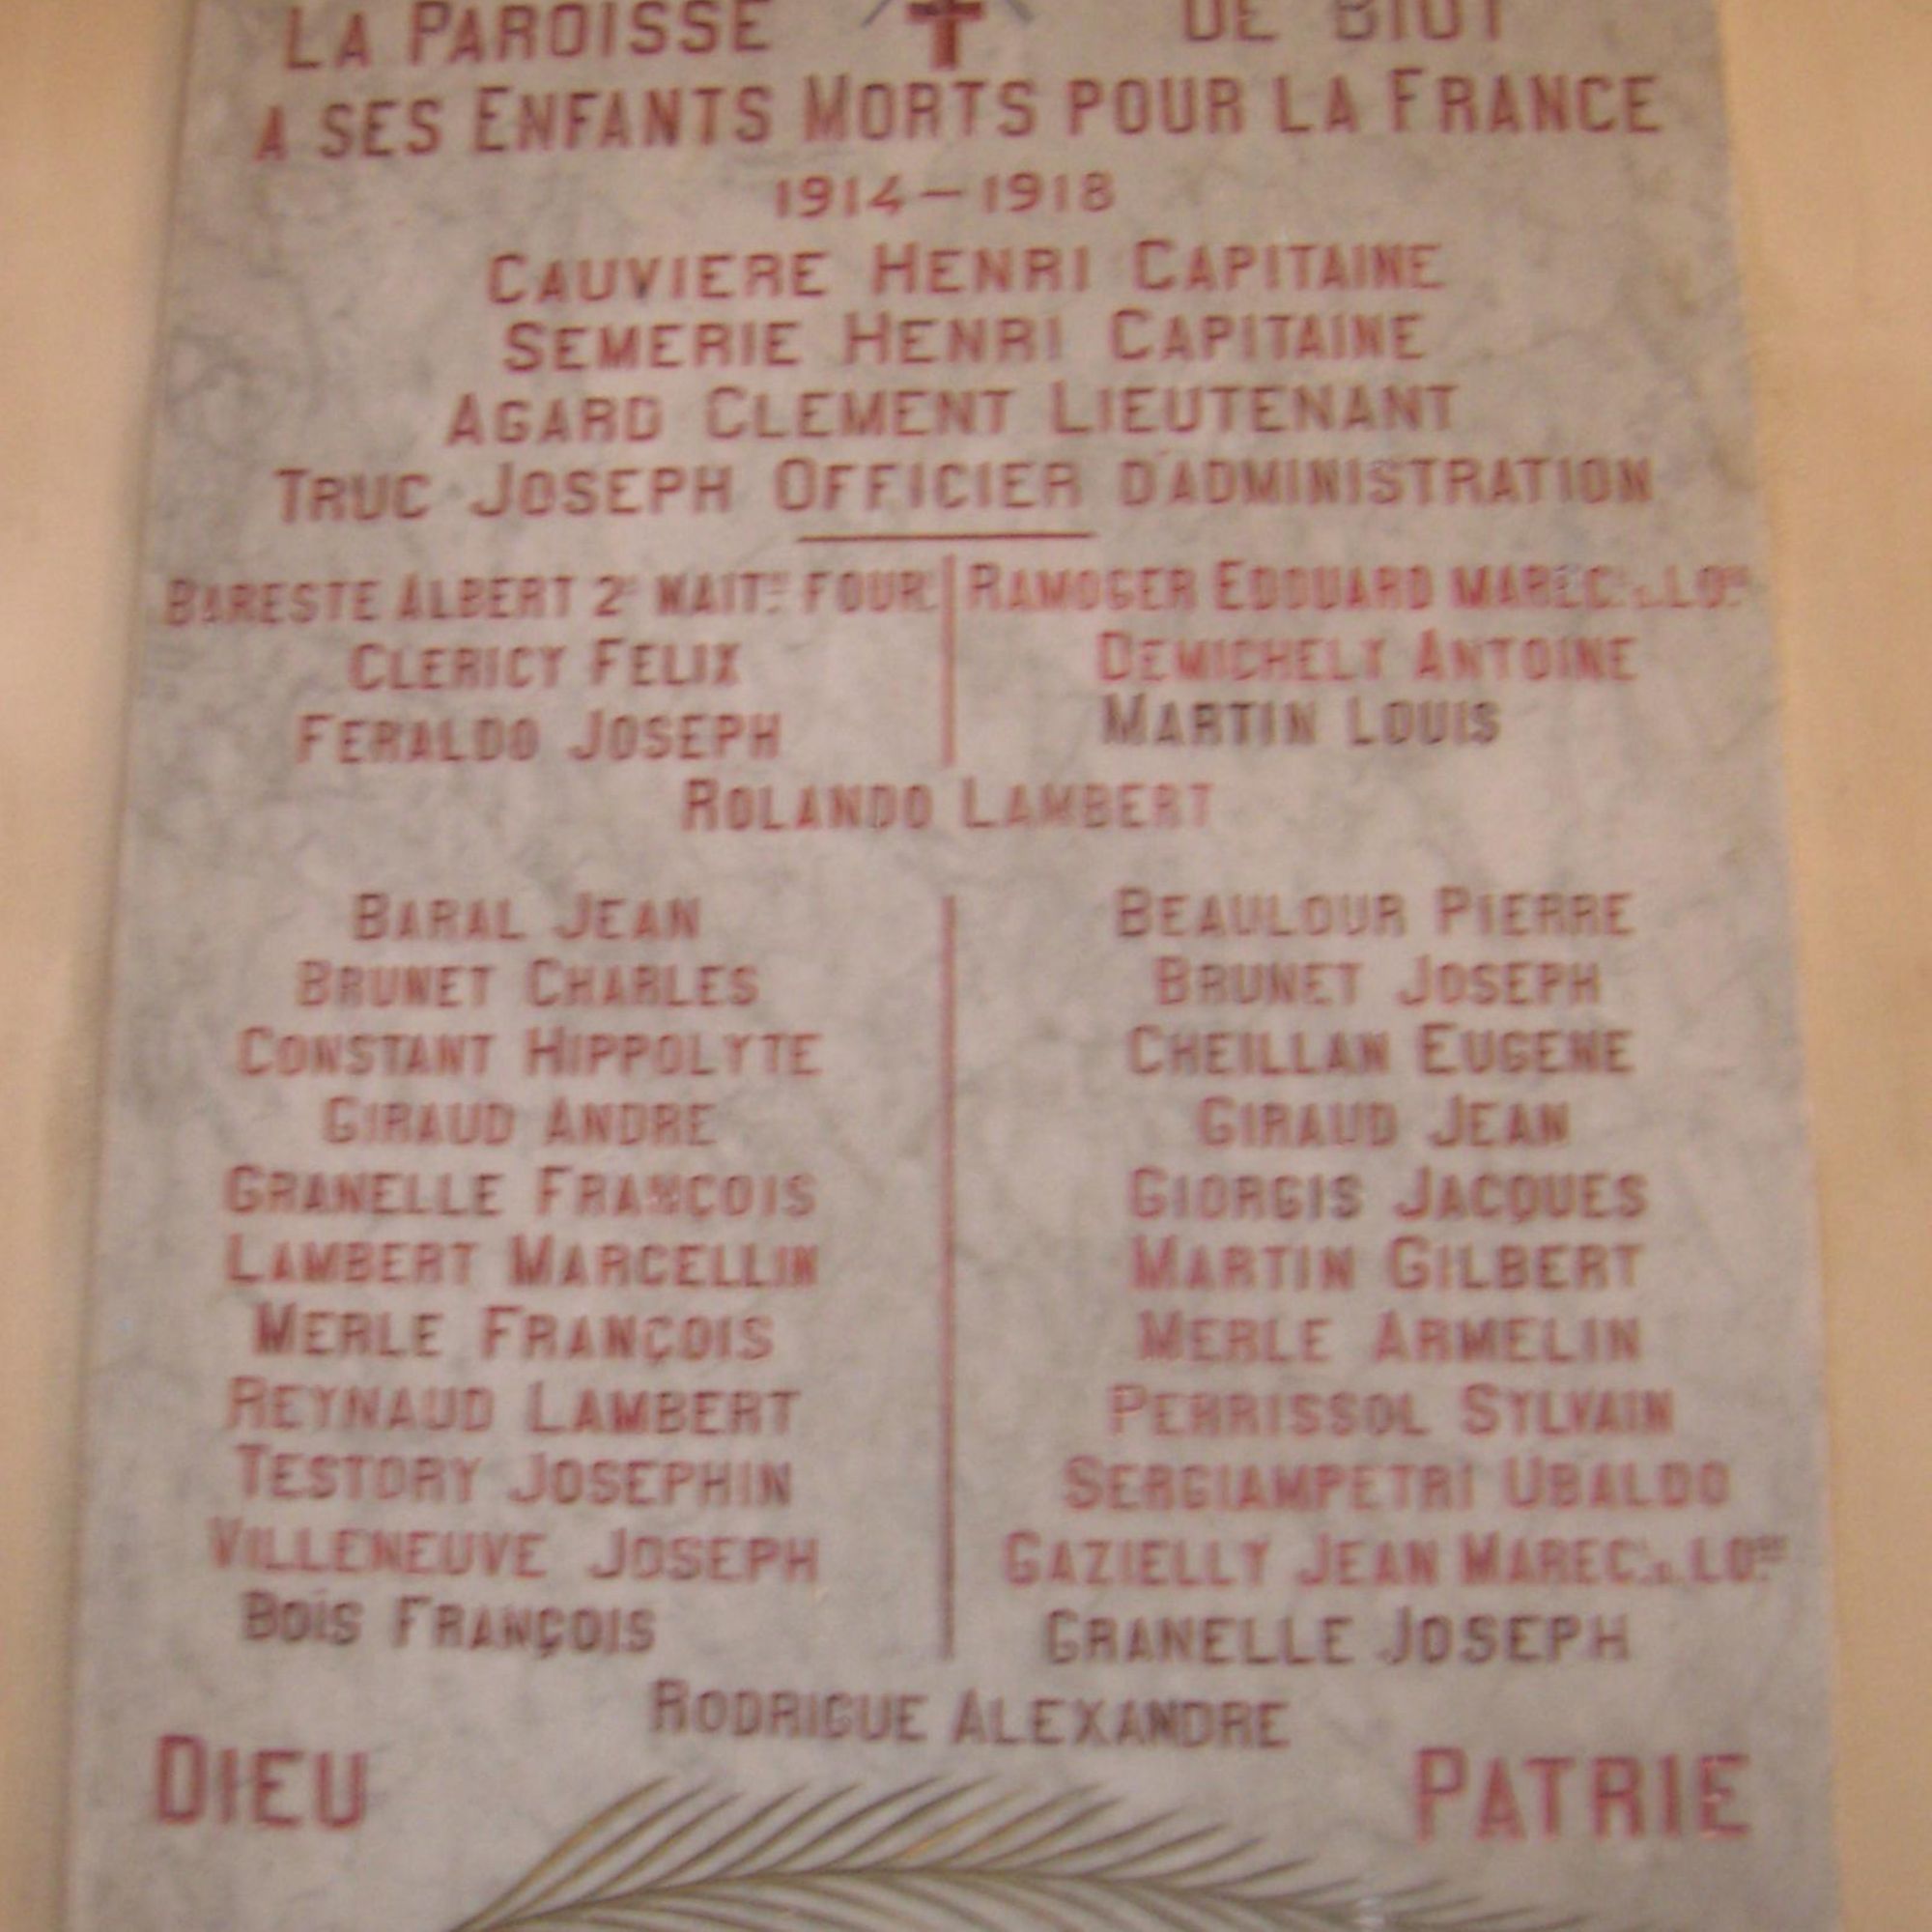 LA PAROISSE DE BIOT
A SES ENFANTS MORTS POUR LA FRANCE
1914-1918
CAUVIERE HENRI CAPITAINE
SEMERIE HENRI CAPITAINE
AGARD CLEMENT LIEUTENANT
TRUC JOSEPH OFFICIER D'ADMINISTRATION
BARESTE ALBERT 2E MAITRE FOUR.
CLERICY FELIX
FERALDO JOSEPH
RAMOGER EDOUARD MAREC.
DEMICHELY ANTOINE
MARTIN LOUIS
ROLANDO LAMBERT
BARAL JEAN
BRUNET CHARLES
CONSTANT HIPPOLYTE
GIRAUD ANDRE
GRANELLE FRANÇOIS
LAMBERT MARCELLIN
MERLE FRANÇOIS
REYNAUD LAMBERT
TESTORY JOSEPHIN
VILLENEUVE JOSEPH
BOIS FRANÇOIS
BEAULOUR PIERRE
BRUNET JOSEPH
CHEILLAN EUGENE
GIRAUD JEAN
GIORGIS JACQUES
MARTIN GILBERT
MERLE ARMELIN
PERRISSOL SYLVAIN
SERGIAMPETRI UBALDO
GAZIELLY JEAN MAREC.
GRANELLE JOSEPH
RODRIGUE ALEXANDRE
DIEU PATRIE